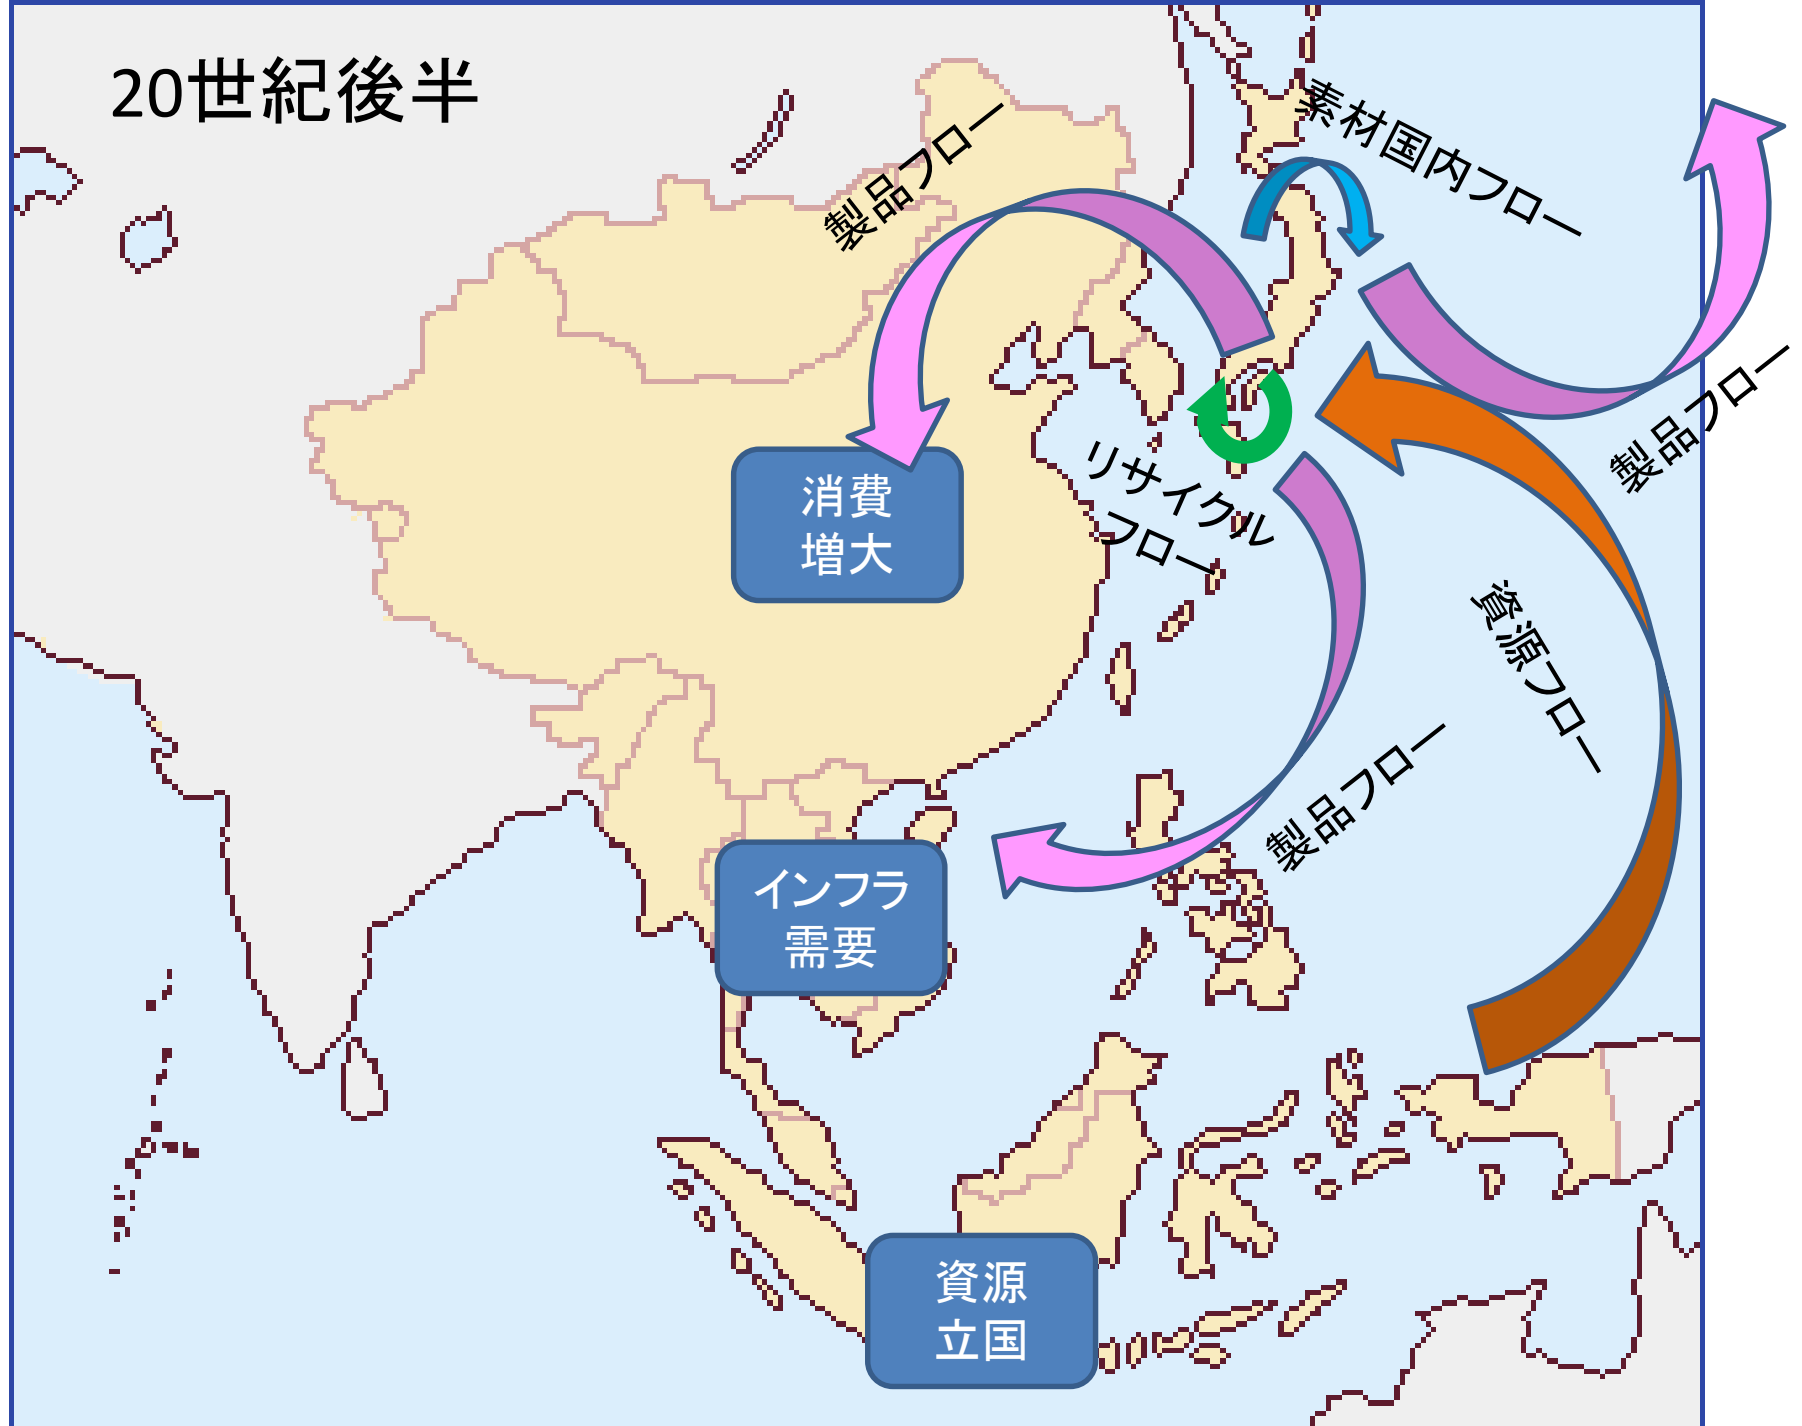 20世紀後半
素材国内フロー
製品フロー
製品フロー
リサイクル
フロー
消費
増大
資源フロー
製品フロー
インフラ
需要
資源
立国